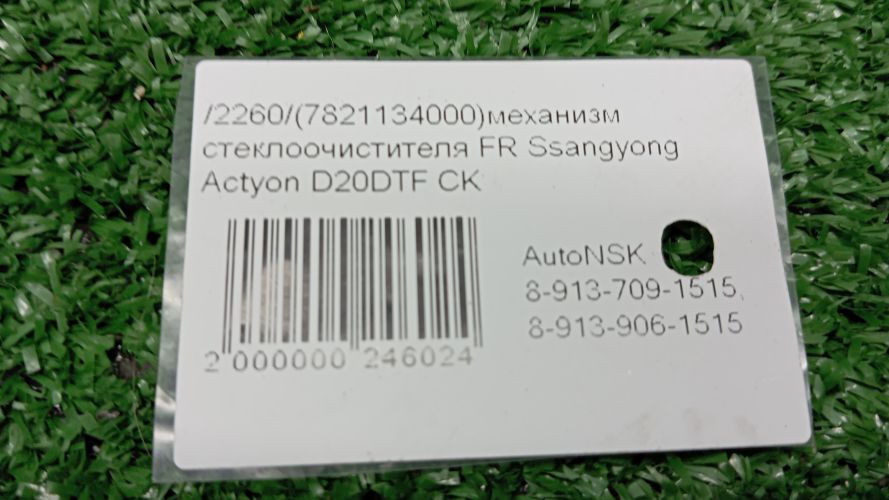 /2260/(7821134000)механизм
стеклоочистителя FR Ssangyong
Actyon D20DTF CK
AutoNSK
8-913-709-1515,
8-913-906-1515
2 000000 246024